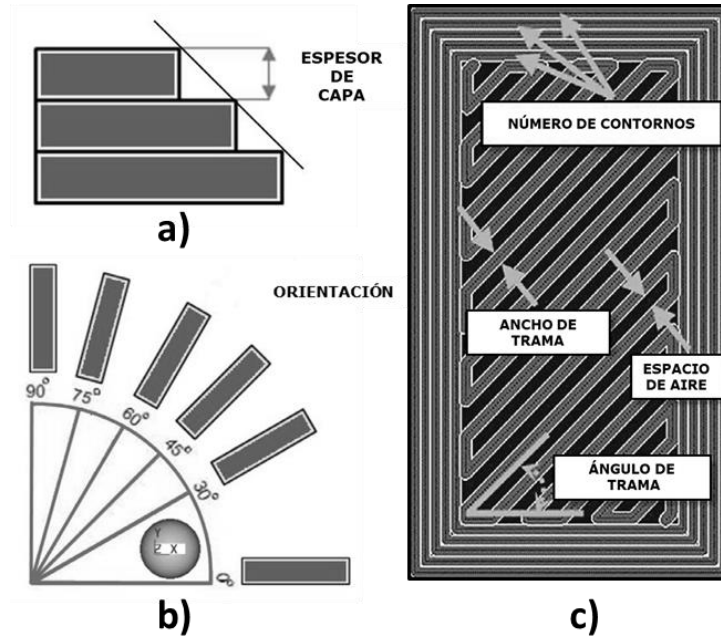 ESPESOR
DE
CAPA
a)
ORIENTACIÓN
90°
75°
60°
45°
30°
0°
Y
Z X
b)
NÚMERO DE CONTORNOS
ANCHO DE
TRAMA
ESPACIO
DE AIRE
ÁNGULO DE
TRAMA
c)